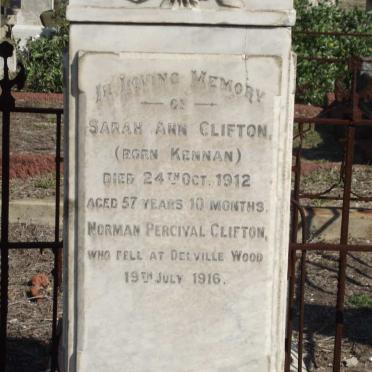 In Loving Memory
of
Sarah Ann Clifton,
(born Kennan)
Died 24th Oct. 1912
aged 57 years 10 months.
Norman Percival Clifton,
who fell at Delville Wood
19th July 1916.